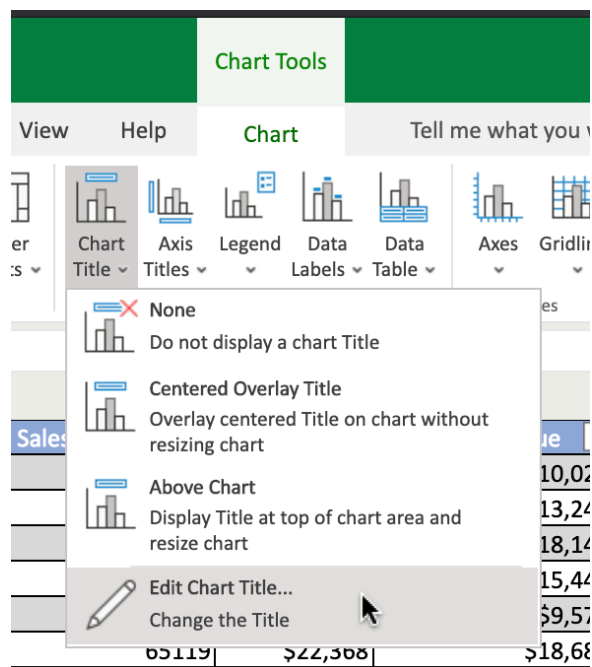 Chart Tools
View Help Chart Tell me what you
Chart Axis Legend Data Data Axes
Title Titles Labels Table
None
Do not display a chart Title
Centered Overlay Title
Overlay centered Title on chart without
resizing chart
Sales
Above Chart
Display Title at top of chart area and
resize chart
Edit Chart Title...
Change the Title
65119 $22,368 $18,68